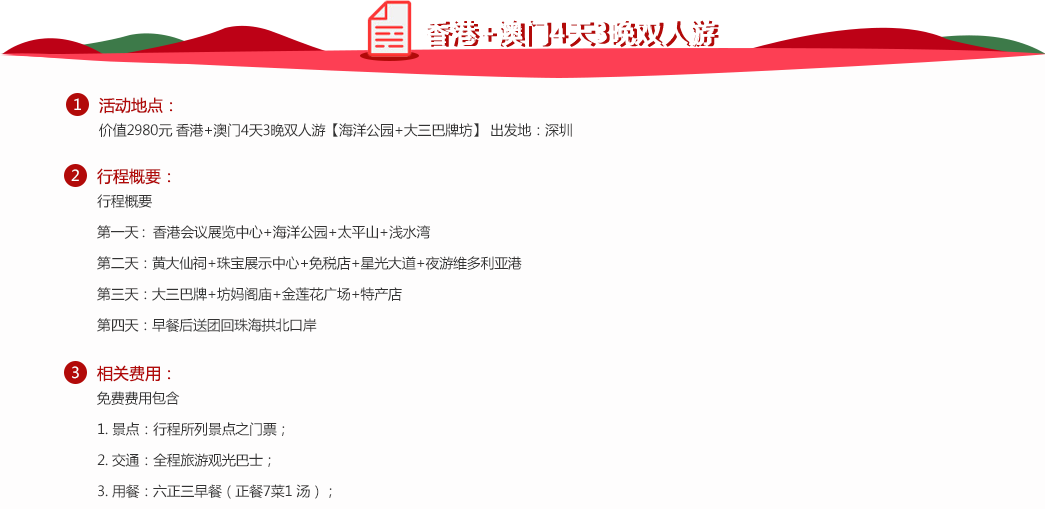 香港+澳门4天3晚双人游
1 活动地点：
价值2980元 香港+澳门4天3晚双人游【海洋公园+大三巴牌坊】 出发地：深圳
2 行程概要：
行程概要
第一天： 香港会议展览中心+海洋公园+太平山+浅水湾
第二天：黄大仙祠+珠宝展示中心+免税店+星光大道+夜游维多利亚港
第三天：大三巴牌+坊妈阁庙+金莲花广场+特产店
第四天：早餐后送团回珠海拱北口岸
3 相关费用：
免费费用包含
1. 景点：行程所列景点之门票；
2. 交通：全程旅游观光巴士；
3. 用餐：六正三早餐（正餐7菜1 汤）；